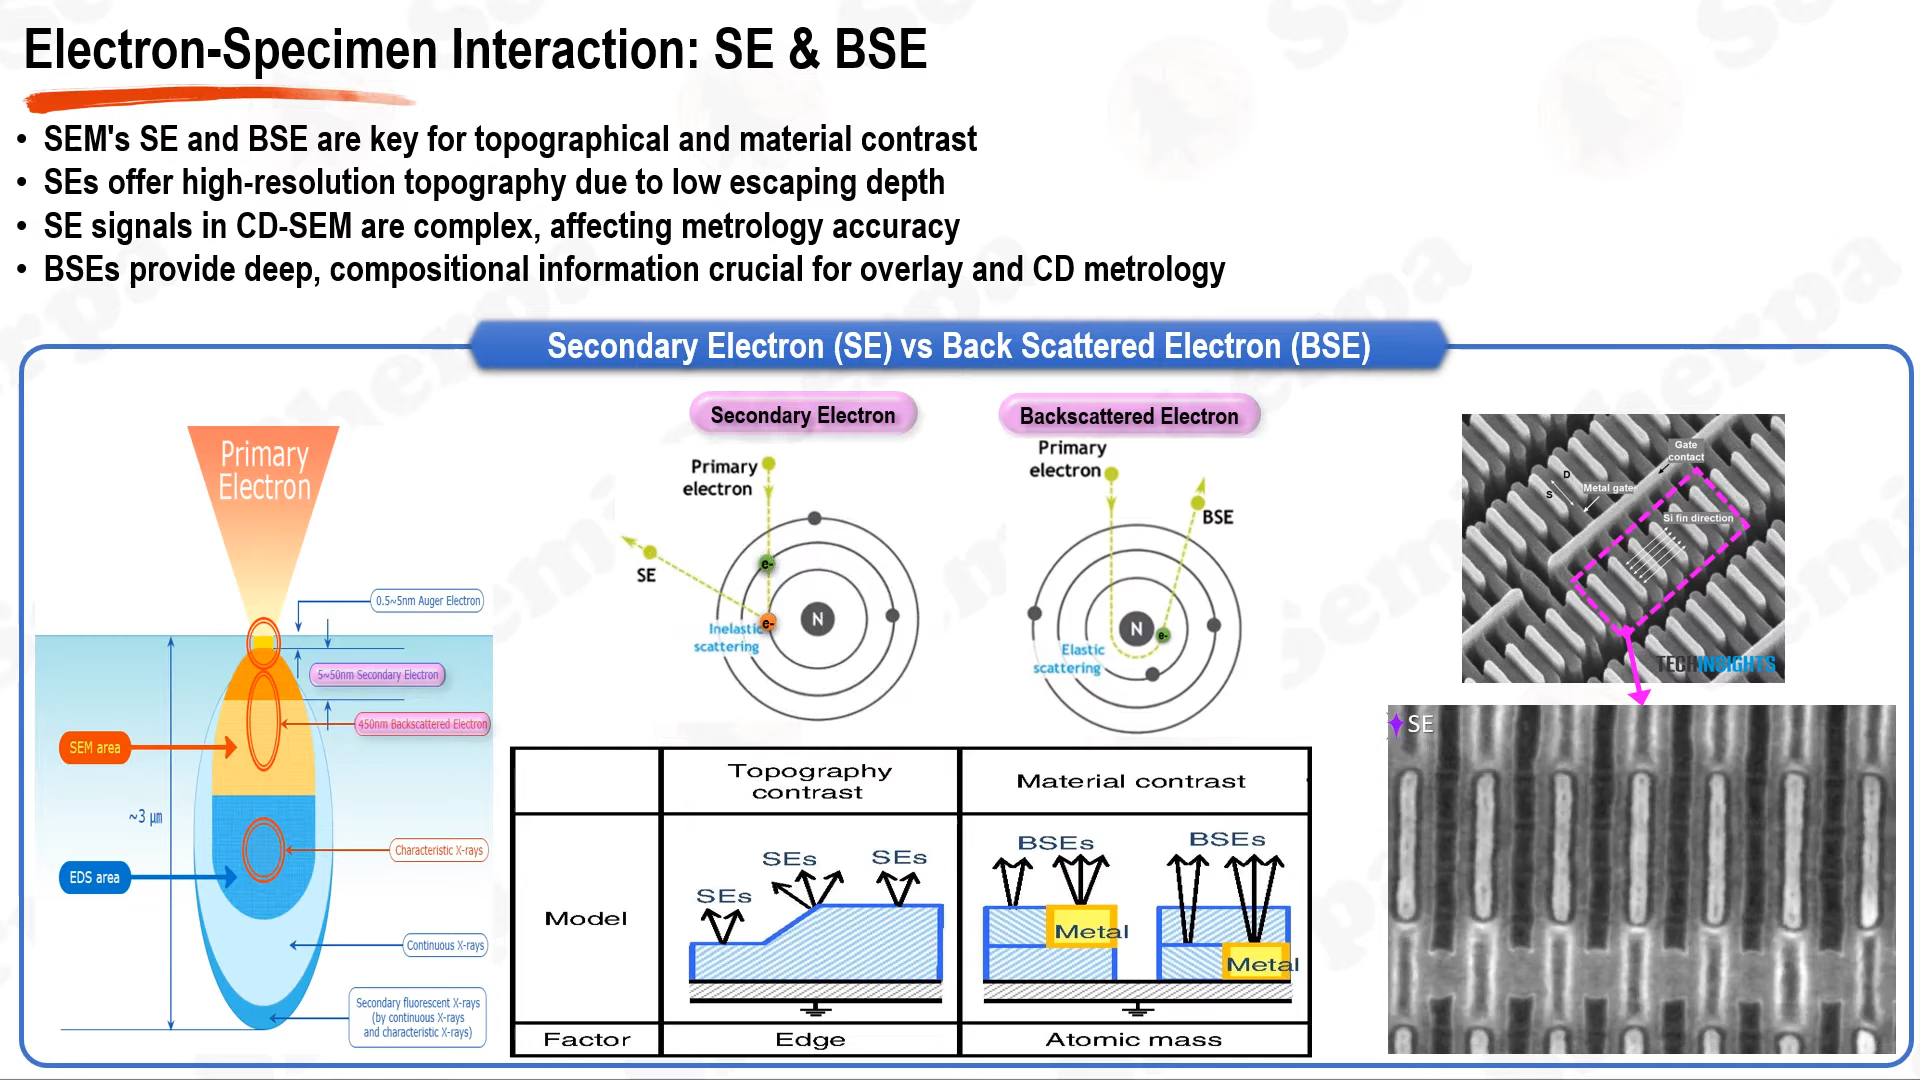 Electron-Specimen Interaction: SE & BSE
• SEM's SE and BSE are key for topographical and material contrast
• SEs offer high-resolution topography due to low escaping depth
• SE signals in CD-SEM are complex, affecting metrology accuracy
• BSEs provide deep, compositional information crucial for overlay and CD metrology
Secondary Electron (SE) vs Back Scattered Electron (BSE)
Primary
Electron
0.5~5nm Auger Electron
5~50nm Secondary Electron
450nm Backscattered Electron
SEM area
~3 μm
Characteristic X-rays
EDS area
Continuous X-rays
Secondary fluorescent X-rays
(by continuous X-rays
and characteristic X-rays)
Secondary Electron
Primary
electron
SE
e-
e-
N
Inelastic
scattering
Backscattered Electron
Primary
electron
BSE
N
e-
Elastic
scattering
Topography
contrast
Material contrast
Model
SEs
SEs
SEs
BSEs
Metal
BSEs
Metal
Factor
Edge
Atomic mass
Gate
contact
D
S
Metal gate
Si fin direction
TECHINSIGHTS
SE
Semi Sherpa